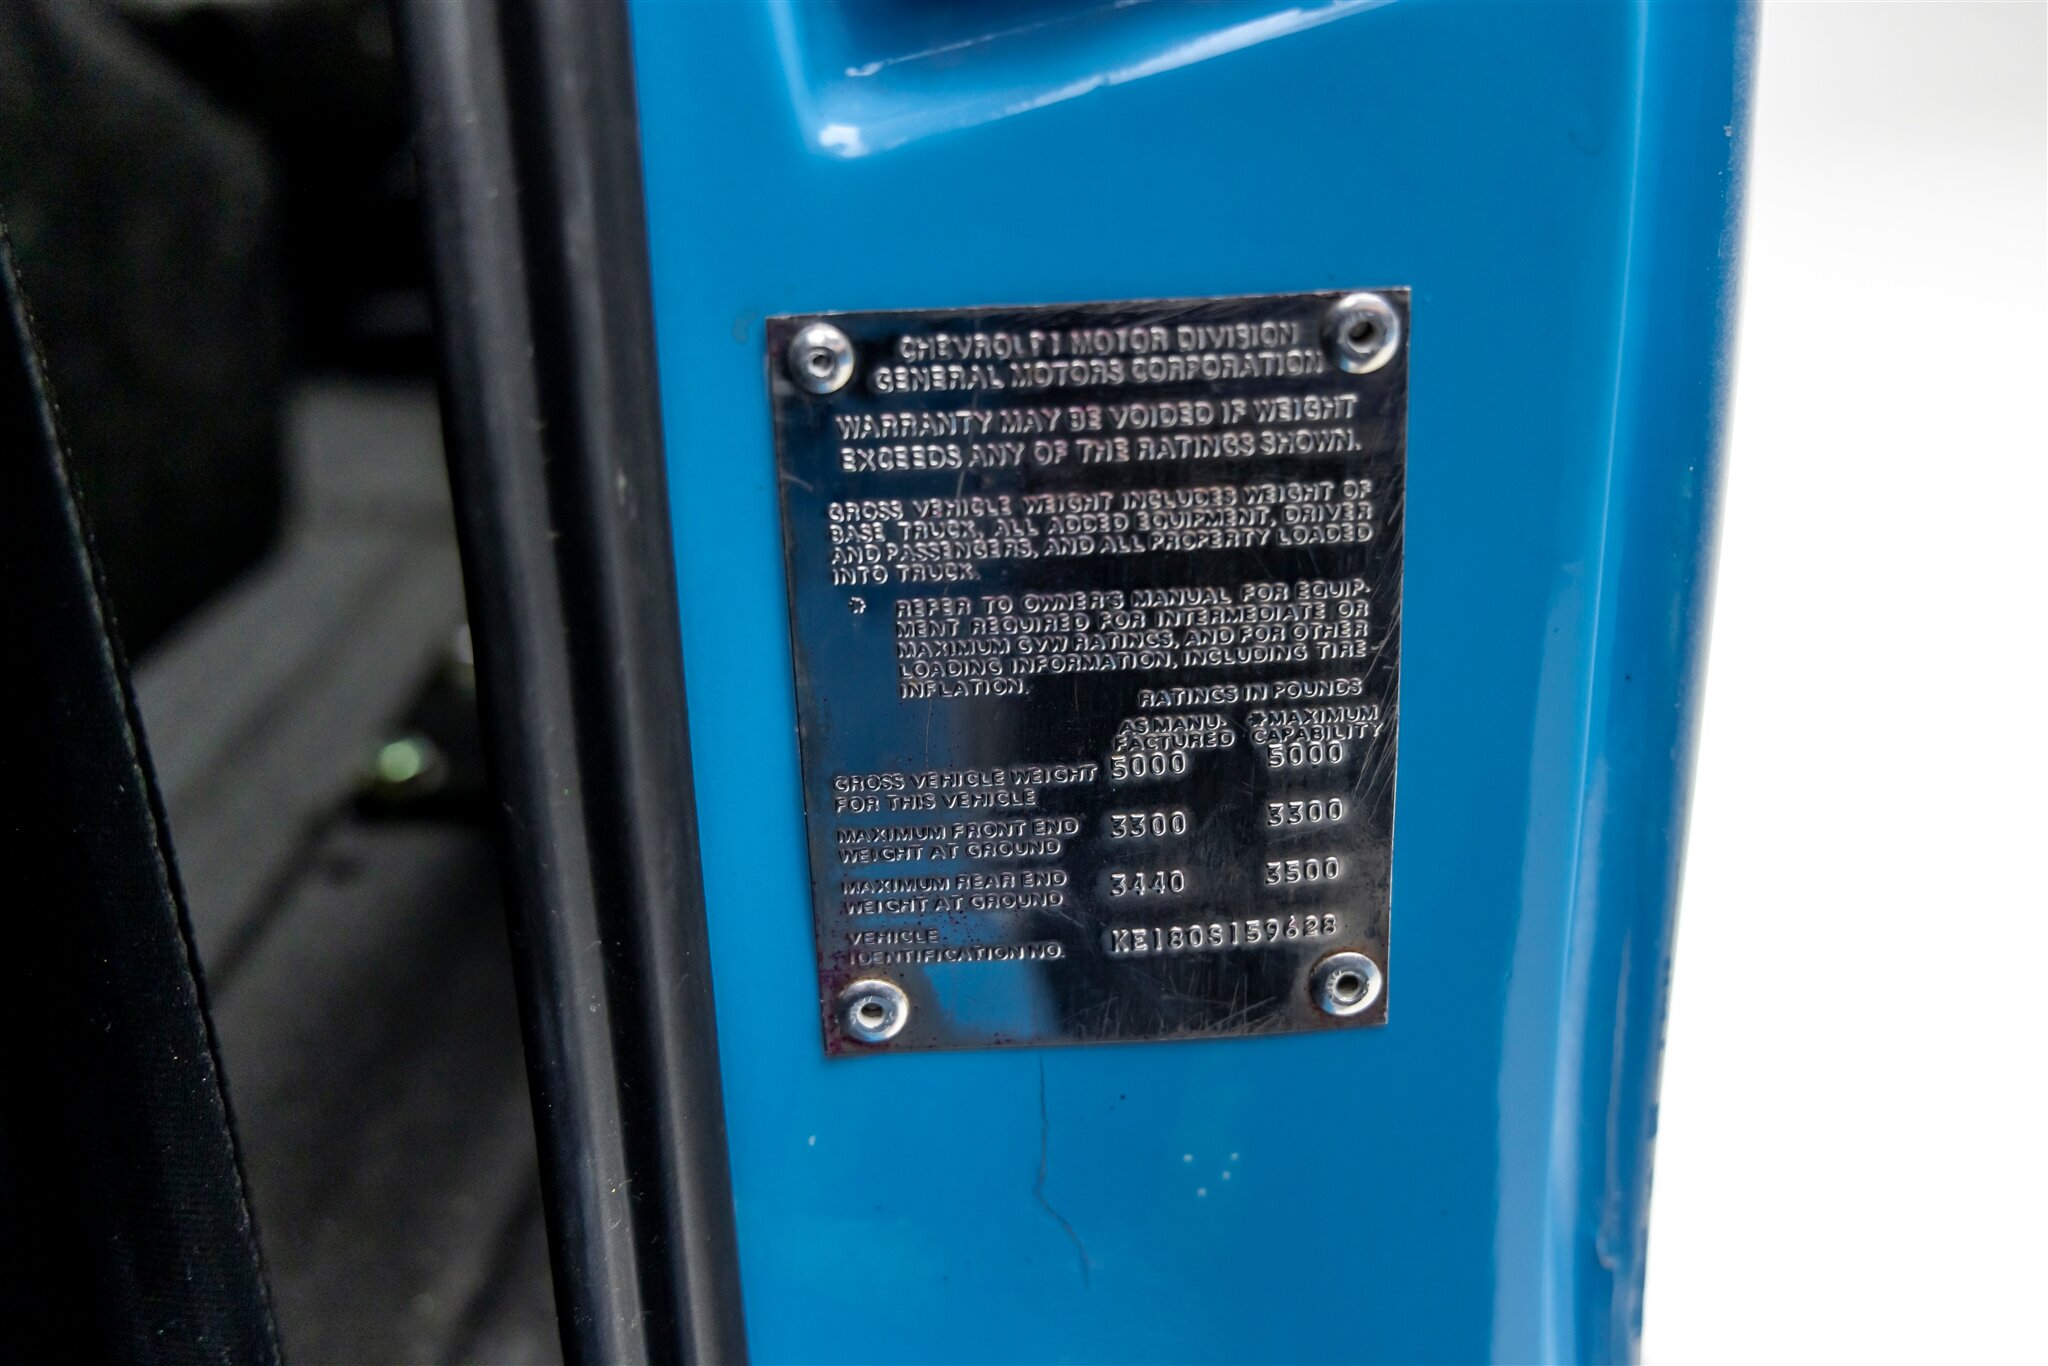 CHEVROLET MOTOR DIVISION
GENERAL MOTORS CORPORATION
WARRANTY MAY BE VOIDED IF WEIGHT
EXCEEDS ANY OF THE RATINGS SHOWN.
GROSS VEHICLE WEIGHT INCLUDES WEIGHT OF
BASE TRUCK, ALL ADDED EQUIPMENT, DRIVER
AND PASSENGERS, AND ALL PROPERTY LOADED
INTO TRUCK.
* REFER TO OWNER'S MANUAL FOR EQUIP-
MENT REQUIRED FOR INTERMEDIATE OR
MAXIMUM GVW RATINGS, AND FOR OTHER
LOADING INFORMATION, INCLUDING TIRE
INFLATION.
RATINGS IN POUNDS
AS MANU- *MAXIMUM
FACTURED CAPABILITY
GROSS VEHICLE WEIGHT 5000 5000
FOR THIS VEHICLE
MAXIMUM FRONT END 3300 3300
WEIGHT AT GROUND
MAXIMUM REAR END 3440 3500
WEIGHT AT GROUND
VEHICLE KE180S159628
IDENTIFICATION NO.